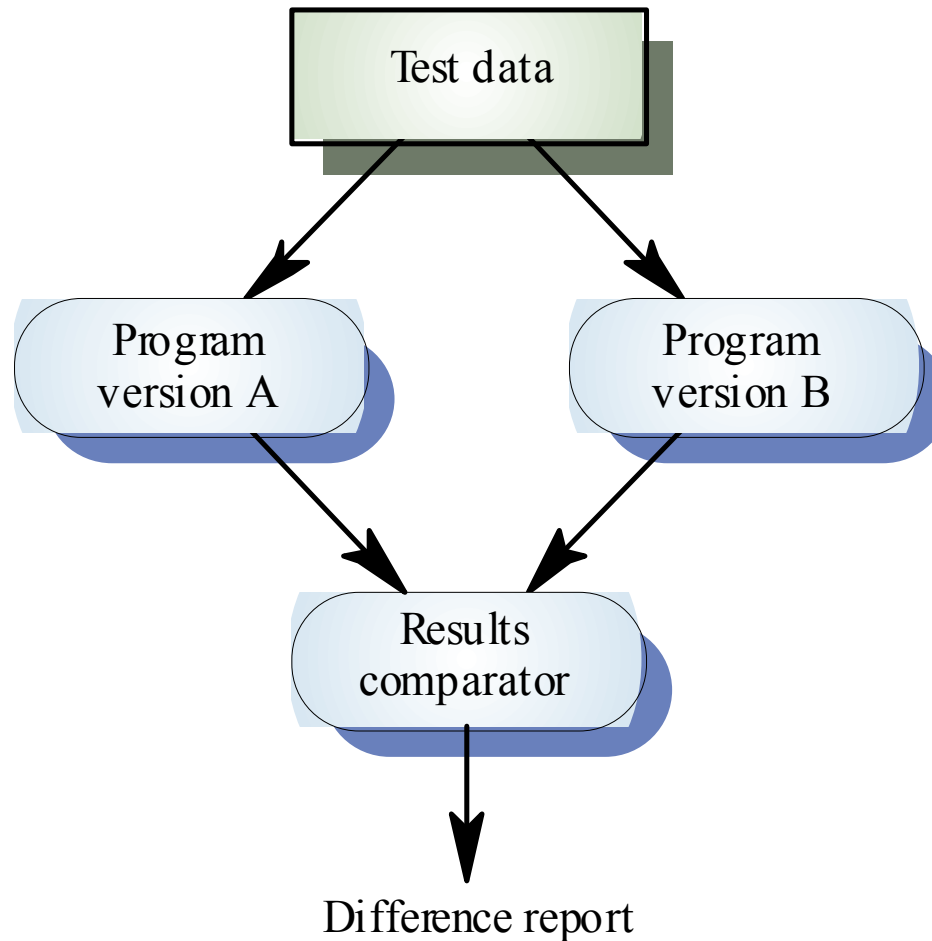 Test data
Program
version A
Program
version B
Results
comparator
Difference report